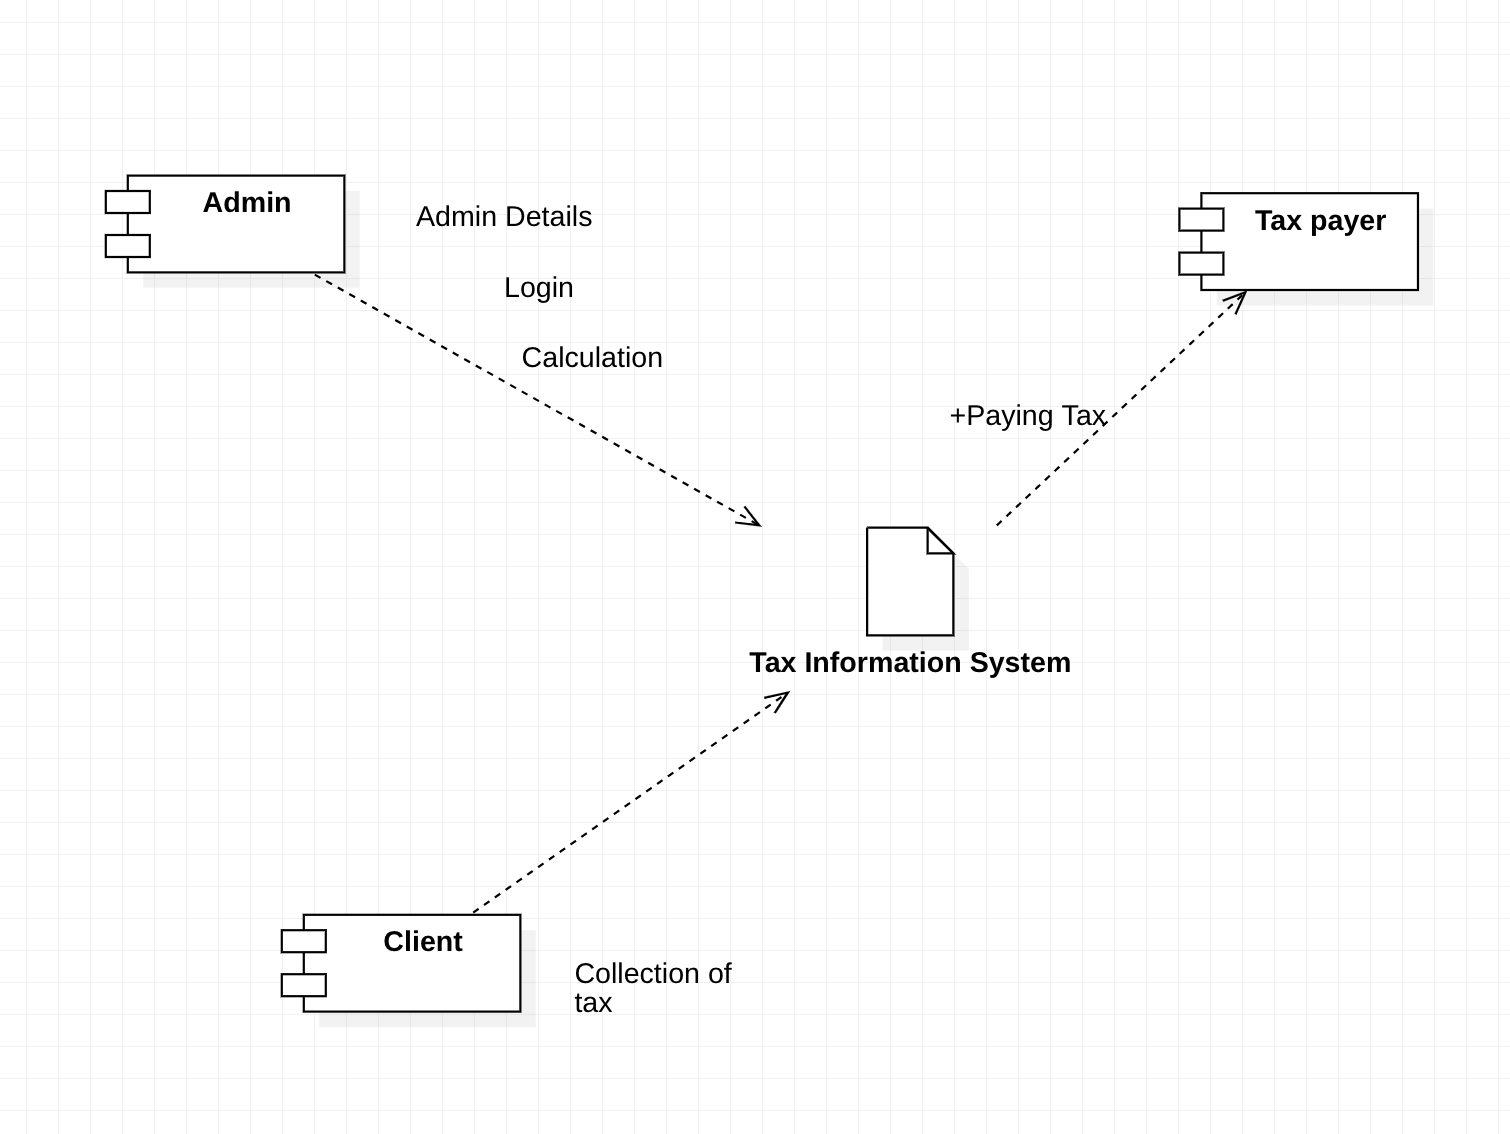 Admin
Admin Details
Tax payer
Login
Calculation
+Paying Tax
Tax Information System
Client
Collection of
tax